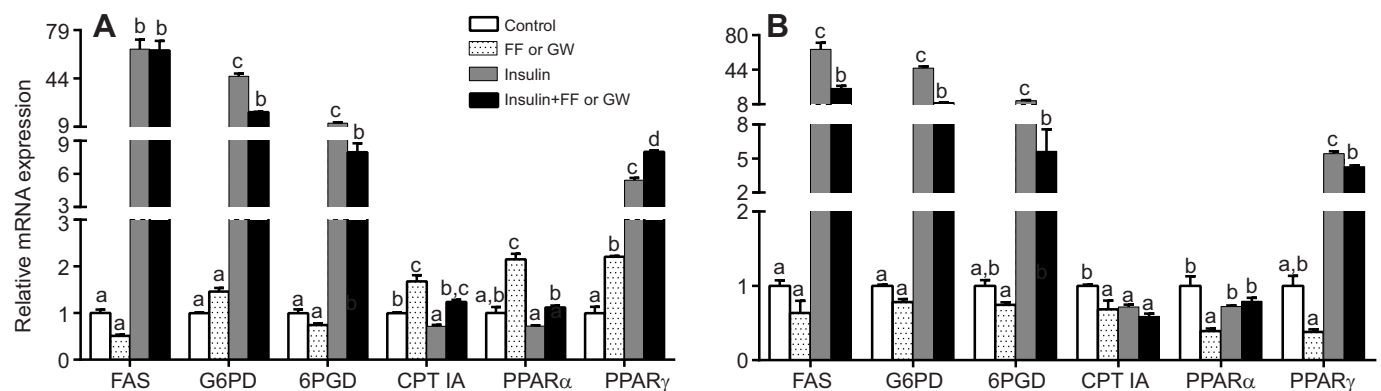 A
B
Control
FF or GW
Insulin
Insulin+FF or GW
Relative mRNA expression
79
44
9
9
6
3
3
2
1
0
a a b b
a a c b
a a c b b
b c a b,c
a,b c a b a
a b c d
FAS G6PD 6PGD CPT IA PPARα PPARγ
80
44
8
8
5
2
2
1
0
a a c b
a a c b
a,b a c b b
b a a a
b a b b
a,b a c b
FAS G6PD 6PGD CPT IA PPARα PPARγ